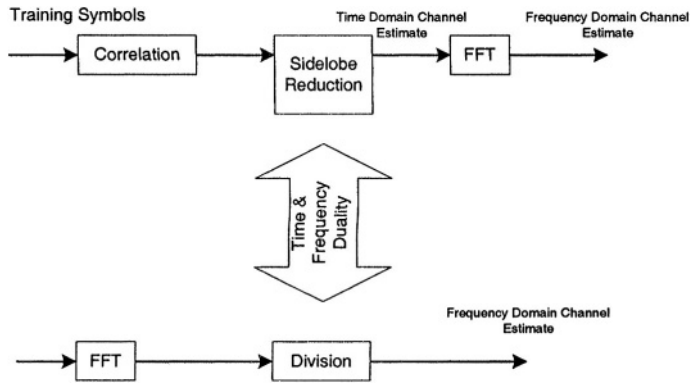 Training Symbols
Time Domain Channel
Estimate
Frequency Domain Channel
Estimate
Correlation
Sidelobe
Reduction
FFT
Time &
Frequency
Duality
Frequency Domain Channel
Estimate
FFT
Division